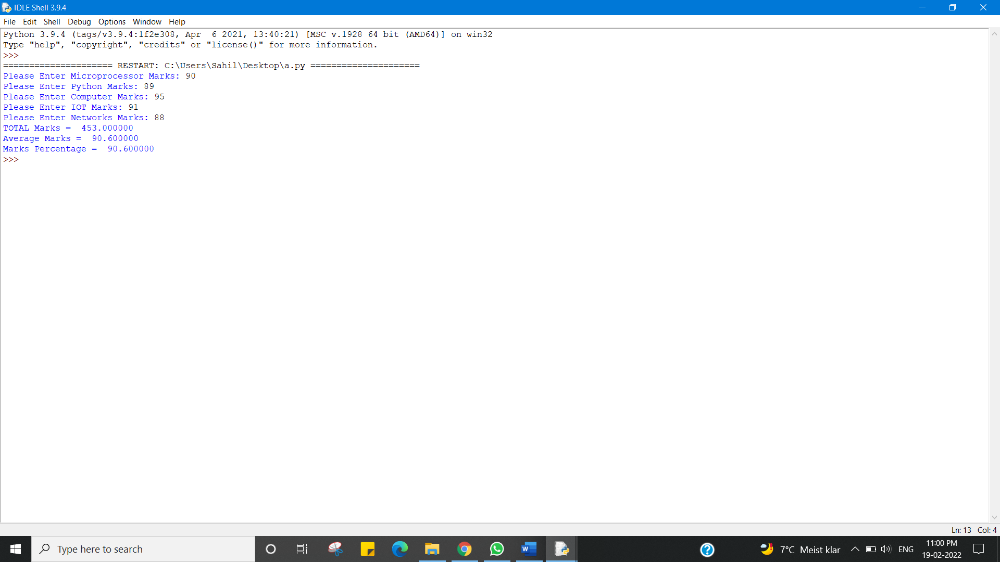 IDLE Shell 3.9.4
File Edit Shell Debug Options Window Help
Python 3.9.4 (tags/v3.9.4:1f2e308, Apr  6 2021, 13:40:21) [MSC v.1928 64 bit (AMD64)] on win32
Type "help", "copyright", "credits" or "license()" for more information.
>>>
===================== RESTART: C:\Users\Sahil\Desktop\a.py =====================
Please Enter Microprocessor Marks: 90
Please Enter Python Marks: 89
Please Enter Computer Marks: 95
Please Enter IOT Marks: 91
Please Enter Networks Marks: 88
TOTAL Marks =  453.000000
Average Marks =  90.600000
Marks Percentage =  90.600000
>>>
Ln: 13 Col: 4
Type here to search
7°C Meist klar
ENG
11:00 PM
19-02-2022